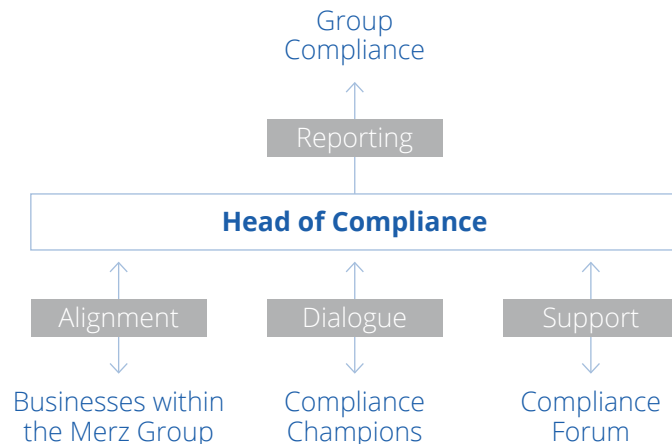 Group
Compliance
Reporting
Head of Compliance
Alignment
Dialogue
Support
Businesses within
the Merz Group
Compliance
Champions
Compliance
Forum